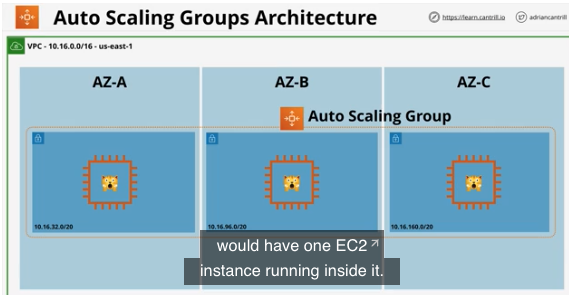 Auto Scaling Groups Architecture
https://learn.cantrill.io
adriancantrill
VPC - 10.16.0.0/16 - us-east-1
AZ-A
AZ-B
AZ-C
Auto Scaling Group
10.16.32.0/20
10.16.96.0/20
10.16.160.0/20
would have one EC2
instance running inside it.